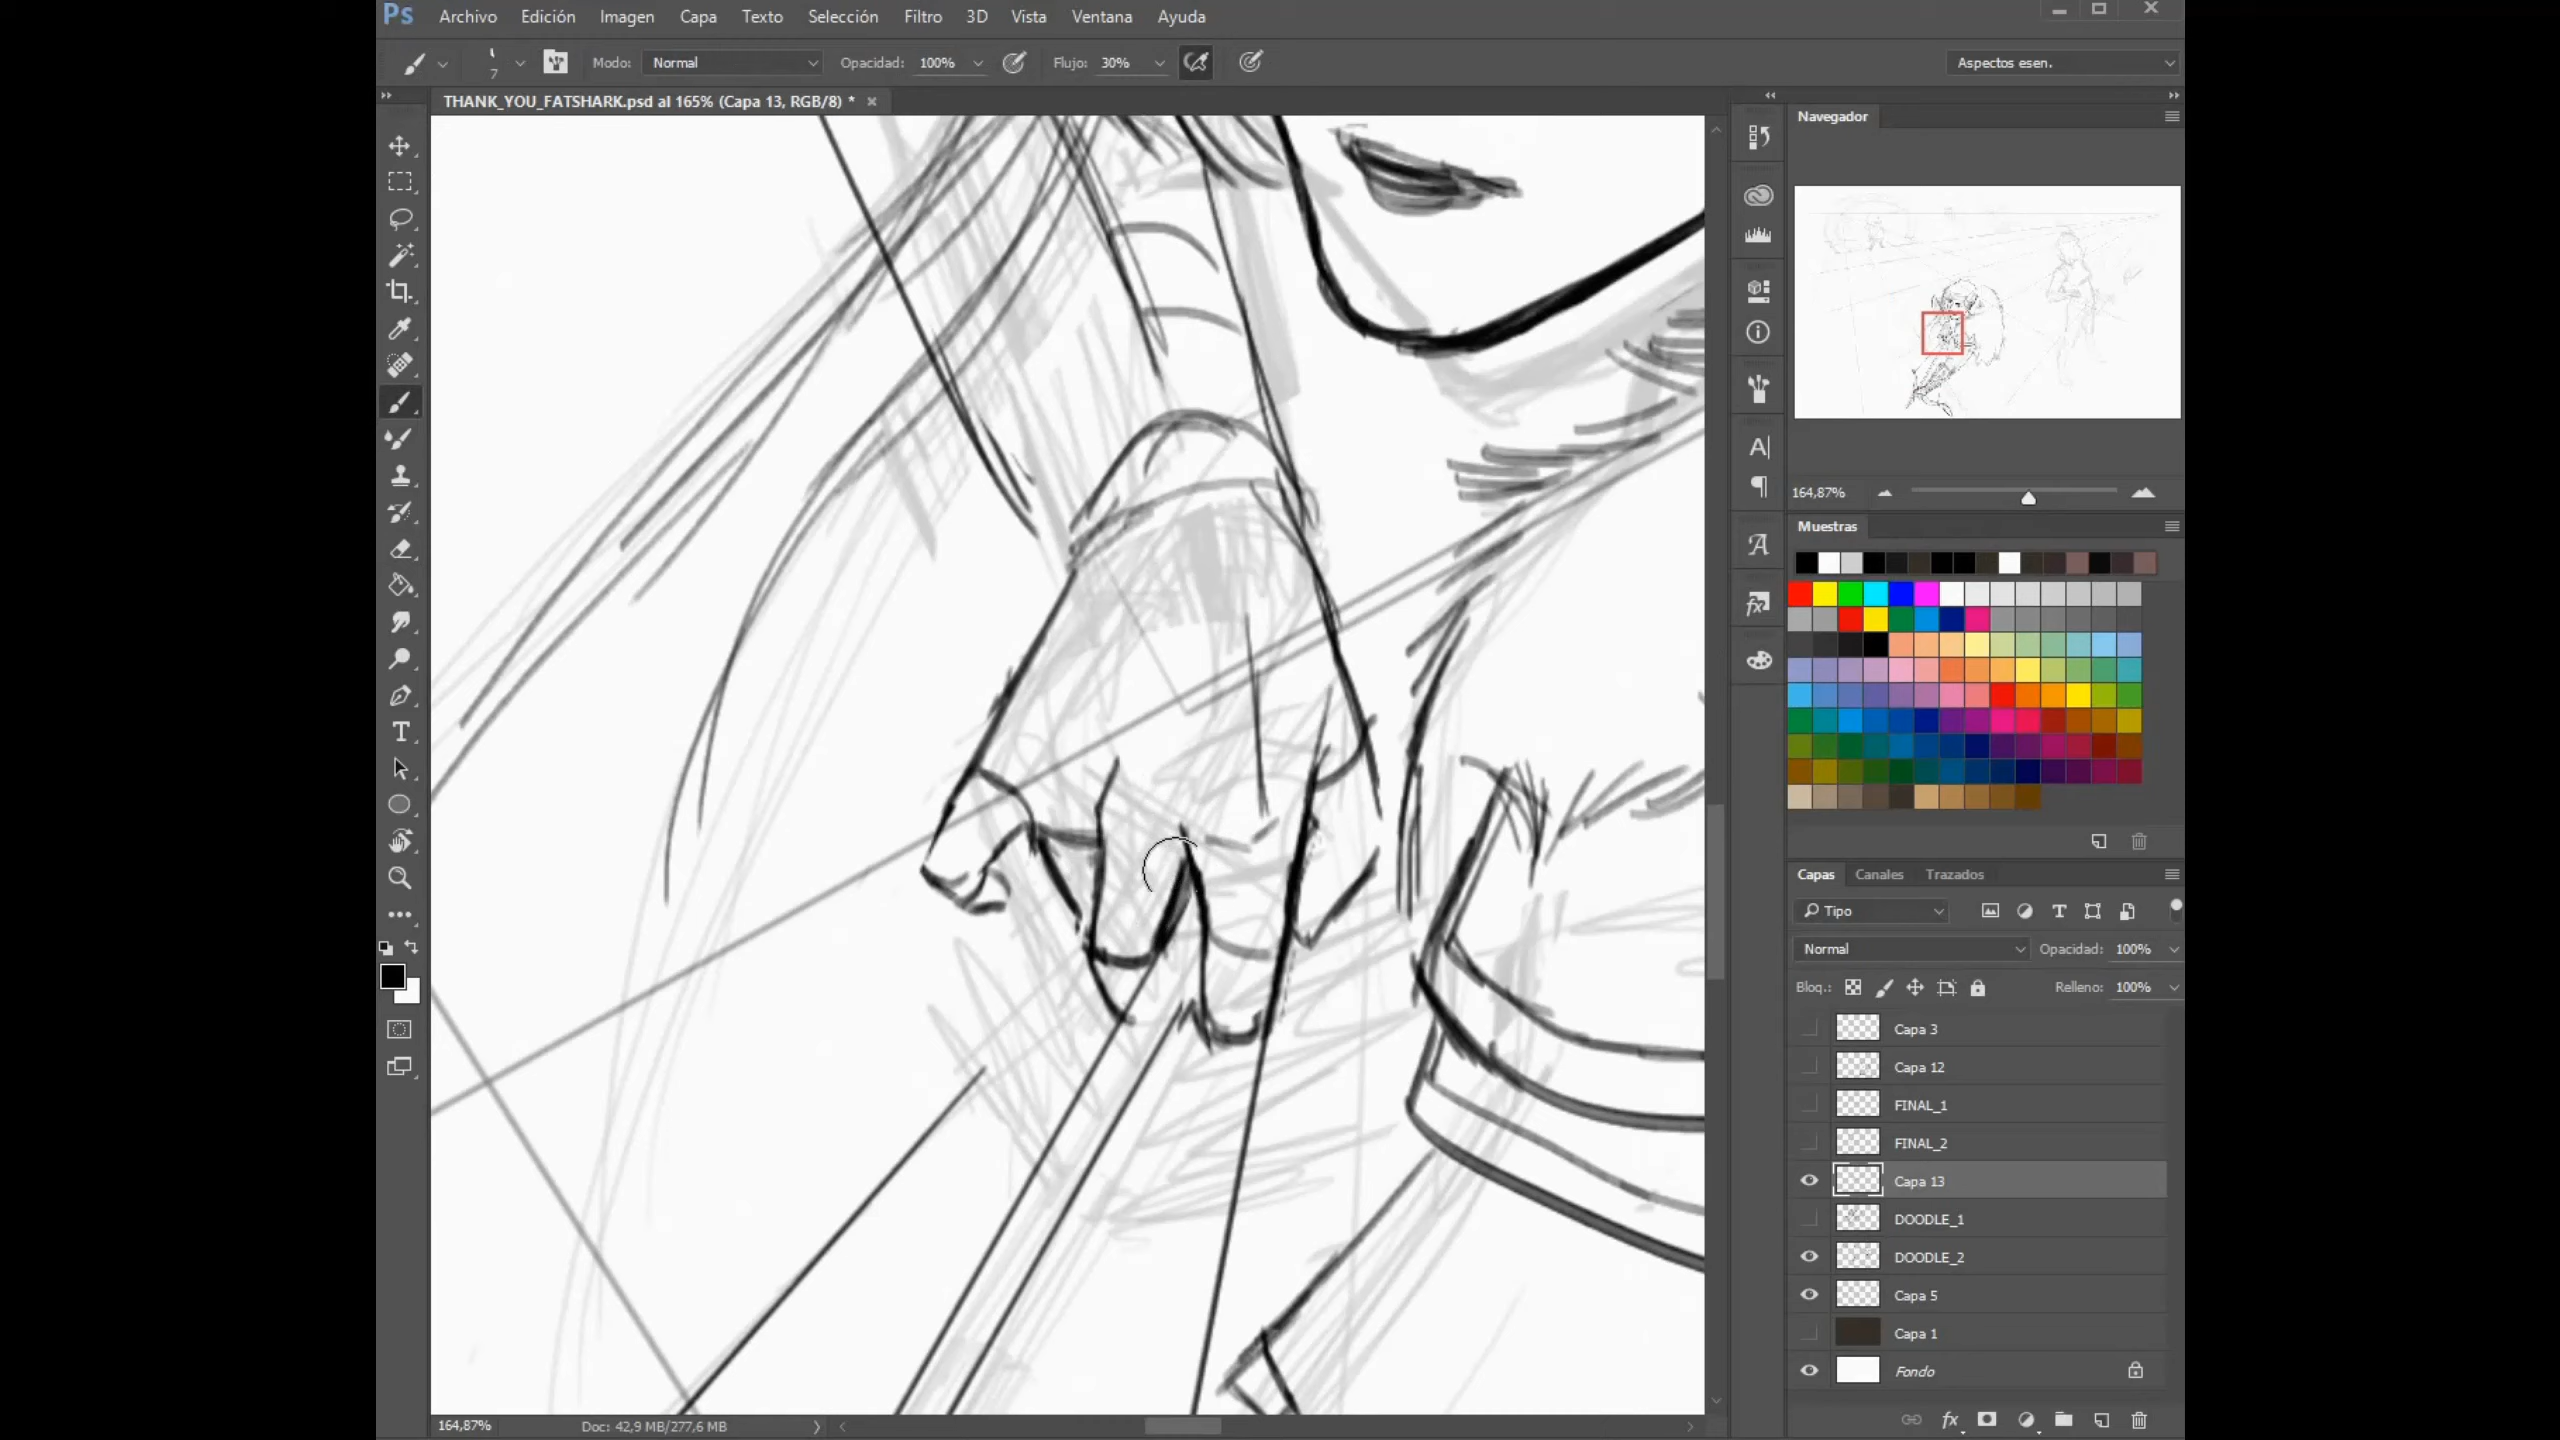 Ps Archivo Edición Imagen Capa Texto Selección Filtro 3D Vista Ventana Ayuda
7 Modo: Normal Opacidad: 100% Flujo: 30% Aspectos esen.
THANK_YOU_FATSHARK.psd al 165% (Capa 13, RGB/8) *
Navegador
164,87%
Muestras
Capas Canales Trazados
Tipo
Normal Opacidad: 100%
Bloq.: Relleno: 100%
Capa 3
Capa 12
FINAL_1
FINAL_2
Capa 13
DOODLE_1
DOODLE_2
Capa 5
Capa 1
Fondo
164,87% Doc: 42,9 MB/277,6 MB